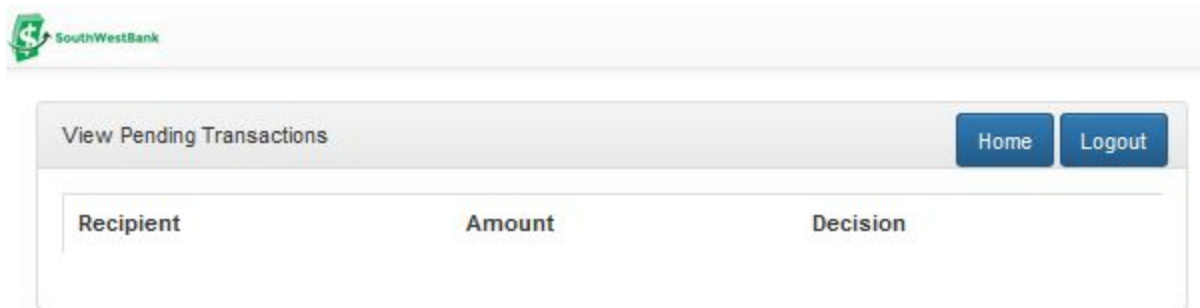 SouthWestBank
View Pending Transactions
Home Logout
Recipient Amount Decision